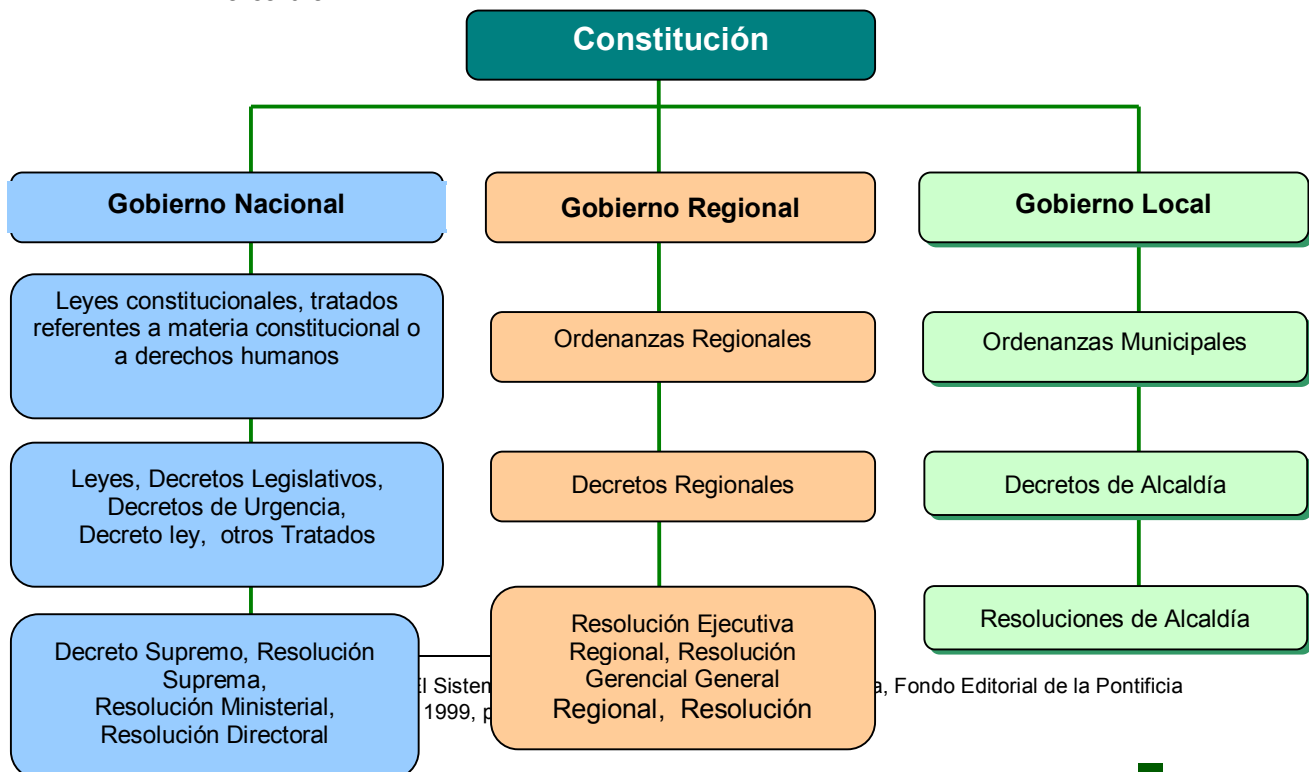 Constitución
Gobierno Nacional
Gobierno Regional
Gobierno Local
Leyes constitucionales, tratados
referentes a materia constitucional o
a derechos humanos
Ordenanzas Regionales
Ordenanzas Municipales
Leyes, Decretos Legislativos,
Decretos de Urgencia,
Decreto ley, otros Tratados
Decretos Regionales
Decretos de Alcaldía
Decreto Supremo, Resolución
Suprema,
Resolución Ministerial,
Resolución Directoral
Resolución Ejecutiva
Regional, Resolución
Gerencial General
Regional, Resolución
Resoluciones de Alcaldía
, Fondo Editorial de la Pontificia
1999, p